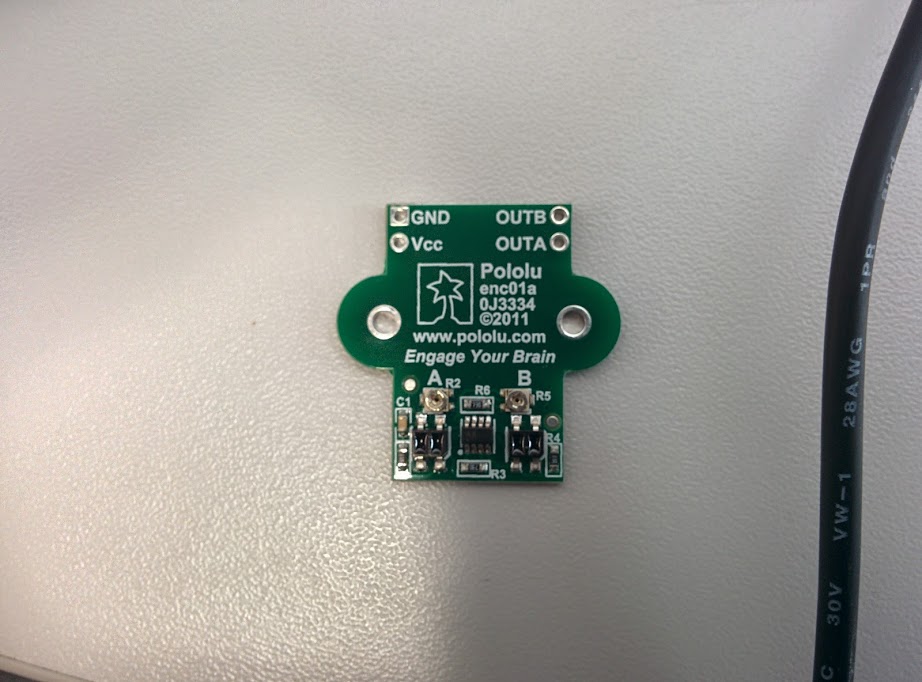 GND OUTB
Vcc OUTA
Pololu
enc01a
0J3334
©2011
www.pololu.com
Engage Your Brain
A R2 R6 B R5
C1
R4
R3
1PR
28AWG
VW-1
30V
C